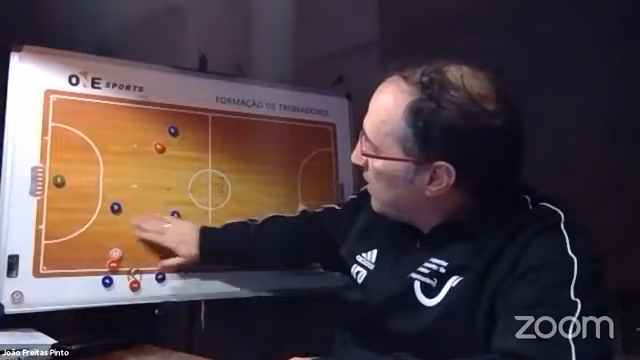 ONE SPORTS
FORMAÇÃO DE TREINADORES
zoom
João Freitas Pinto